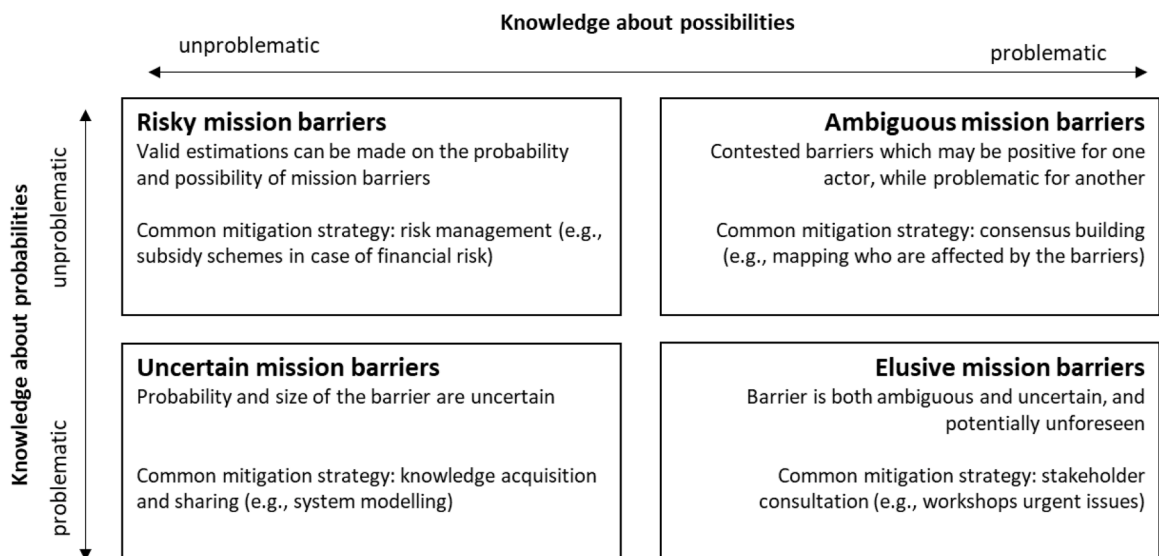 Knowledge about possibilities
unproblematic
problematic
Knowledge about probabilities
unproblematic
problematic
Risky mission barriers
Valid estimations can be made on the probability
and possibility of mission barriers
Common mitigation strategy: risk management (e.g.,
subsidy schemes in case of financial risk)
Ambiguous mission barriers
Contested barriers which may be positive for one
actor, while problematic for another
Common mitigation strategy: consensus building
(e.g., mapping who are affected by the barriers)
Uncertain mission barriers
Probability and size of the barrier are uncertain
Common mitigation strategy: knowledge acquisition
and sharing (e.g., system modelling)
Elusive mission barriers
Barrier is both ambiguous and uncertain, and
potentially unforeseen
Common mitigation strategy: stakeholder
consultation (e.g., workshops urgent issues)